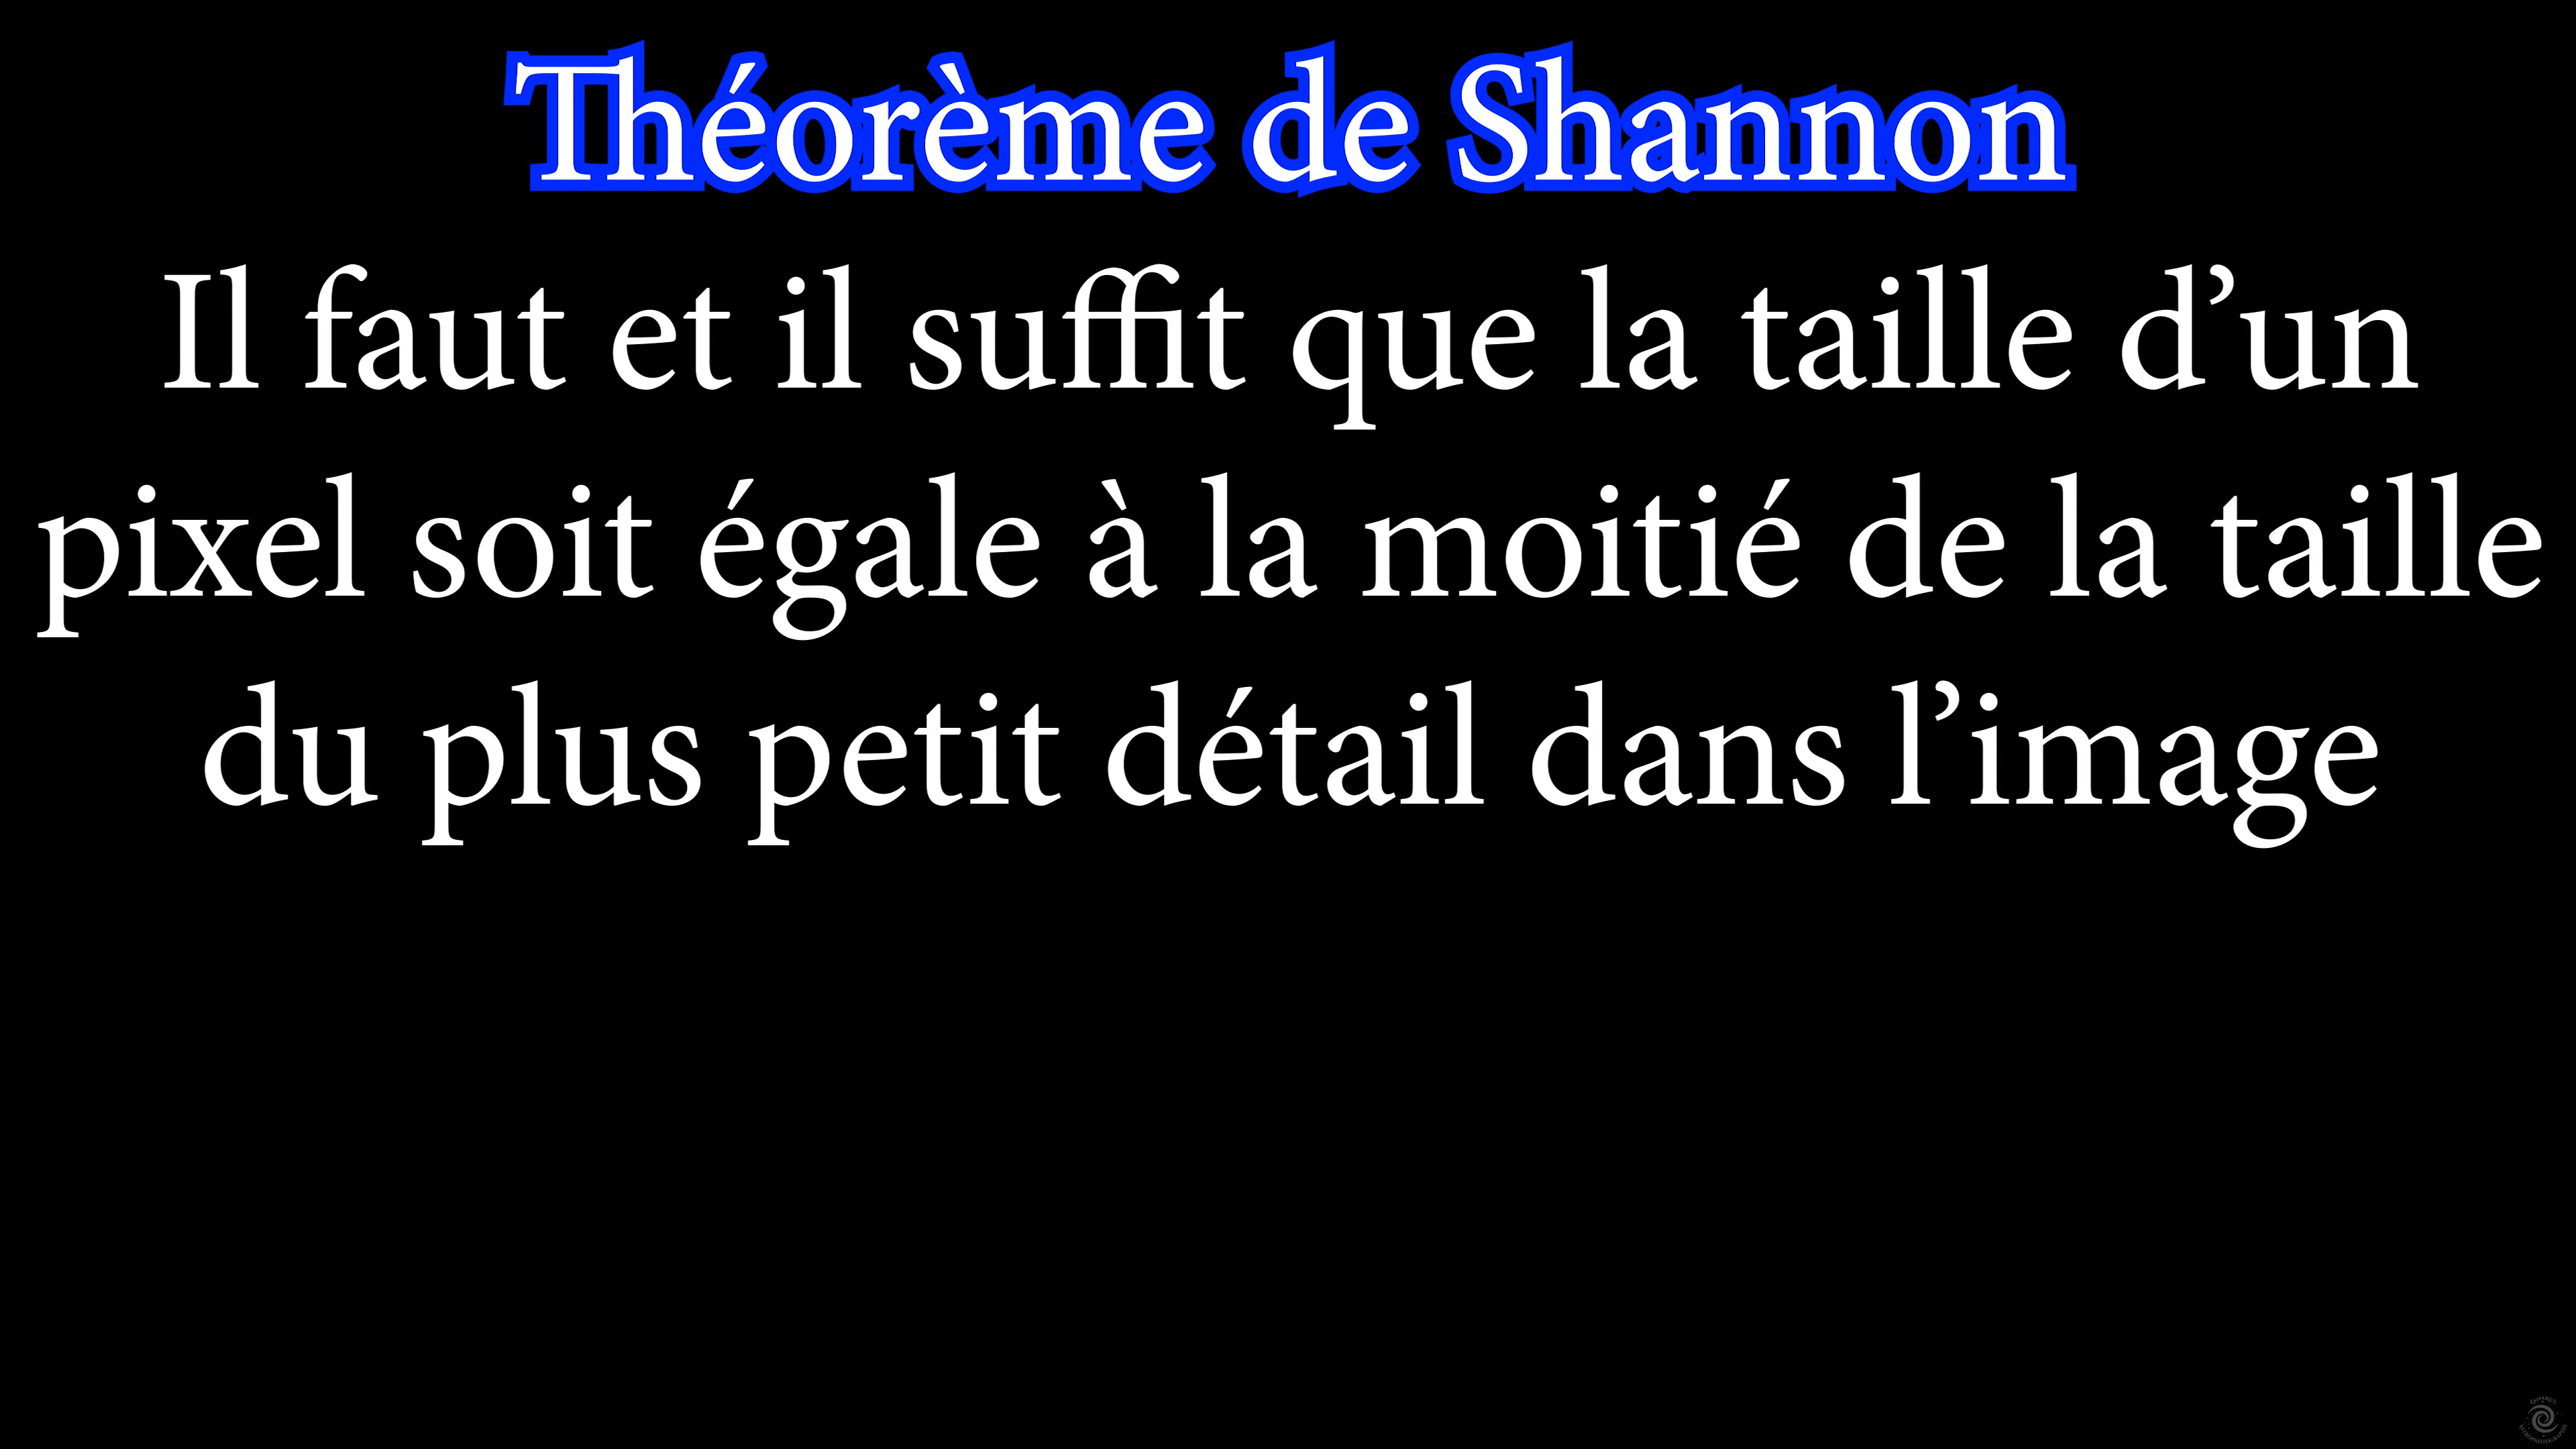 Théorème de Shannon
Il faut et il suffit que la taille d’un
pixel soit égale à la moitié de la taille
du plus petit détail dans l’image